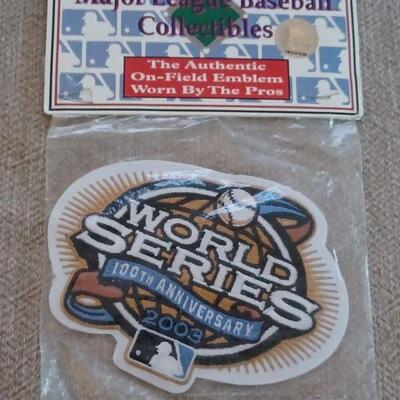 Major League Baseball
Collectibles
The Authentic
On-Field Emblem
Worn By The Pros
WORLD
SERIES
100TH ANNIVERSARY
2003